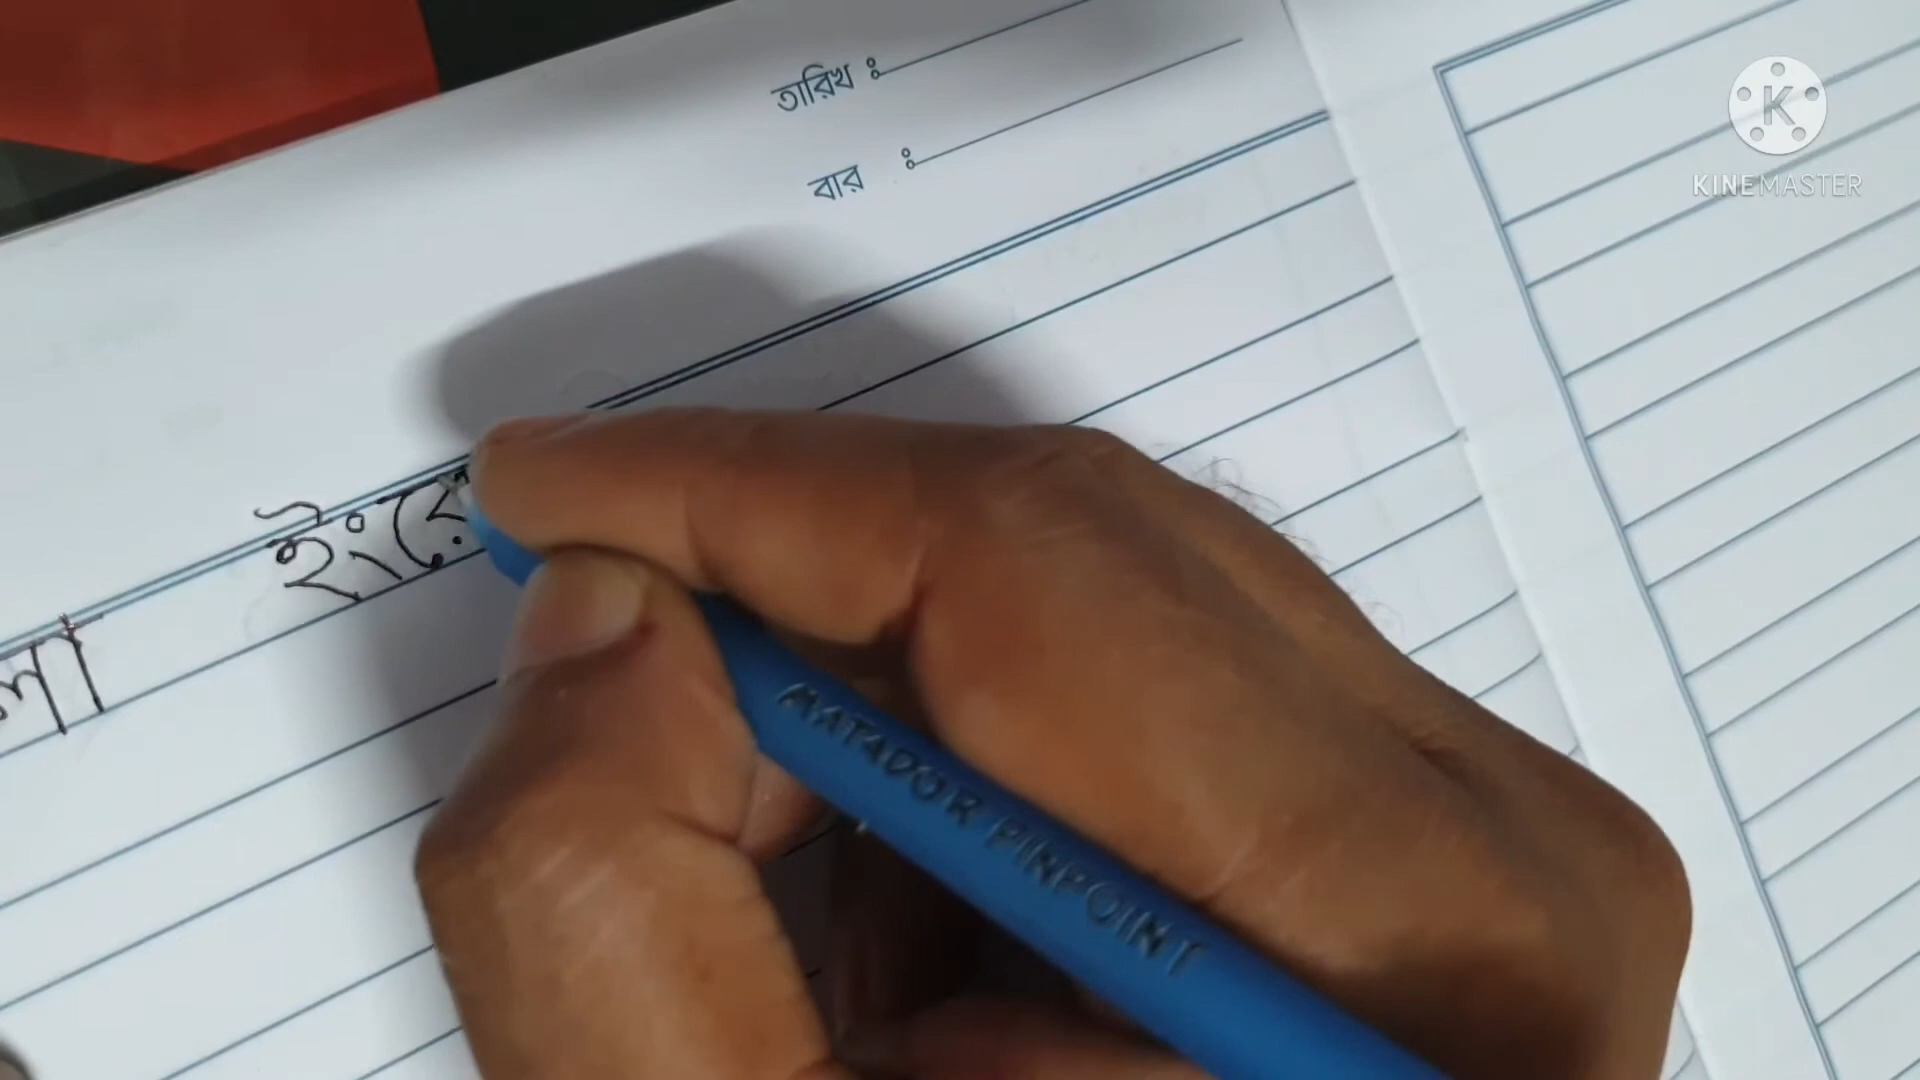 তারিখ ঃ
বার ঃ
KINEMASTER
ইংরে
MATADOR PINPOINT